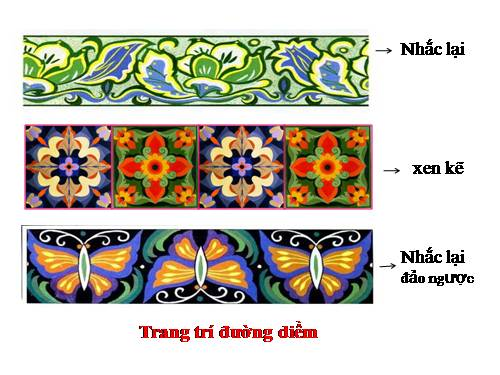 Nhắc lại
xen kẽ
Nhắc lại
đảo ngược
Trang trí đường diềm